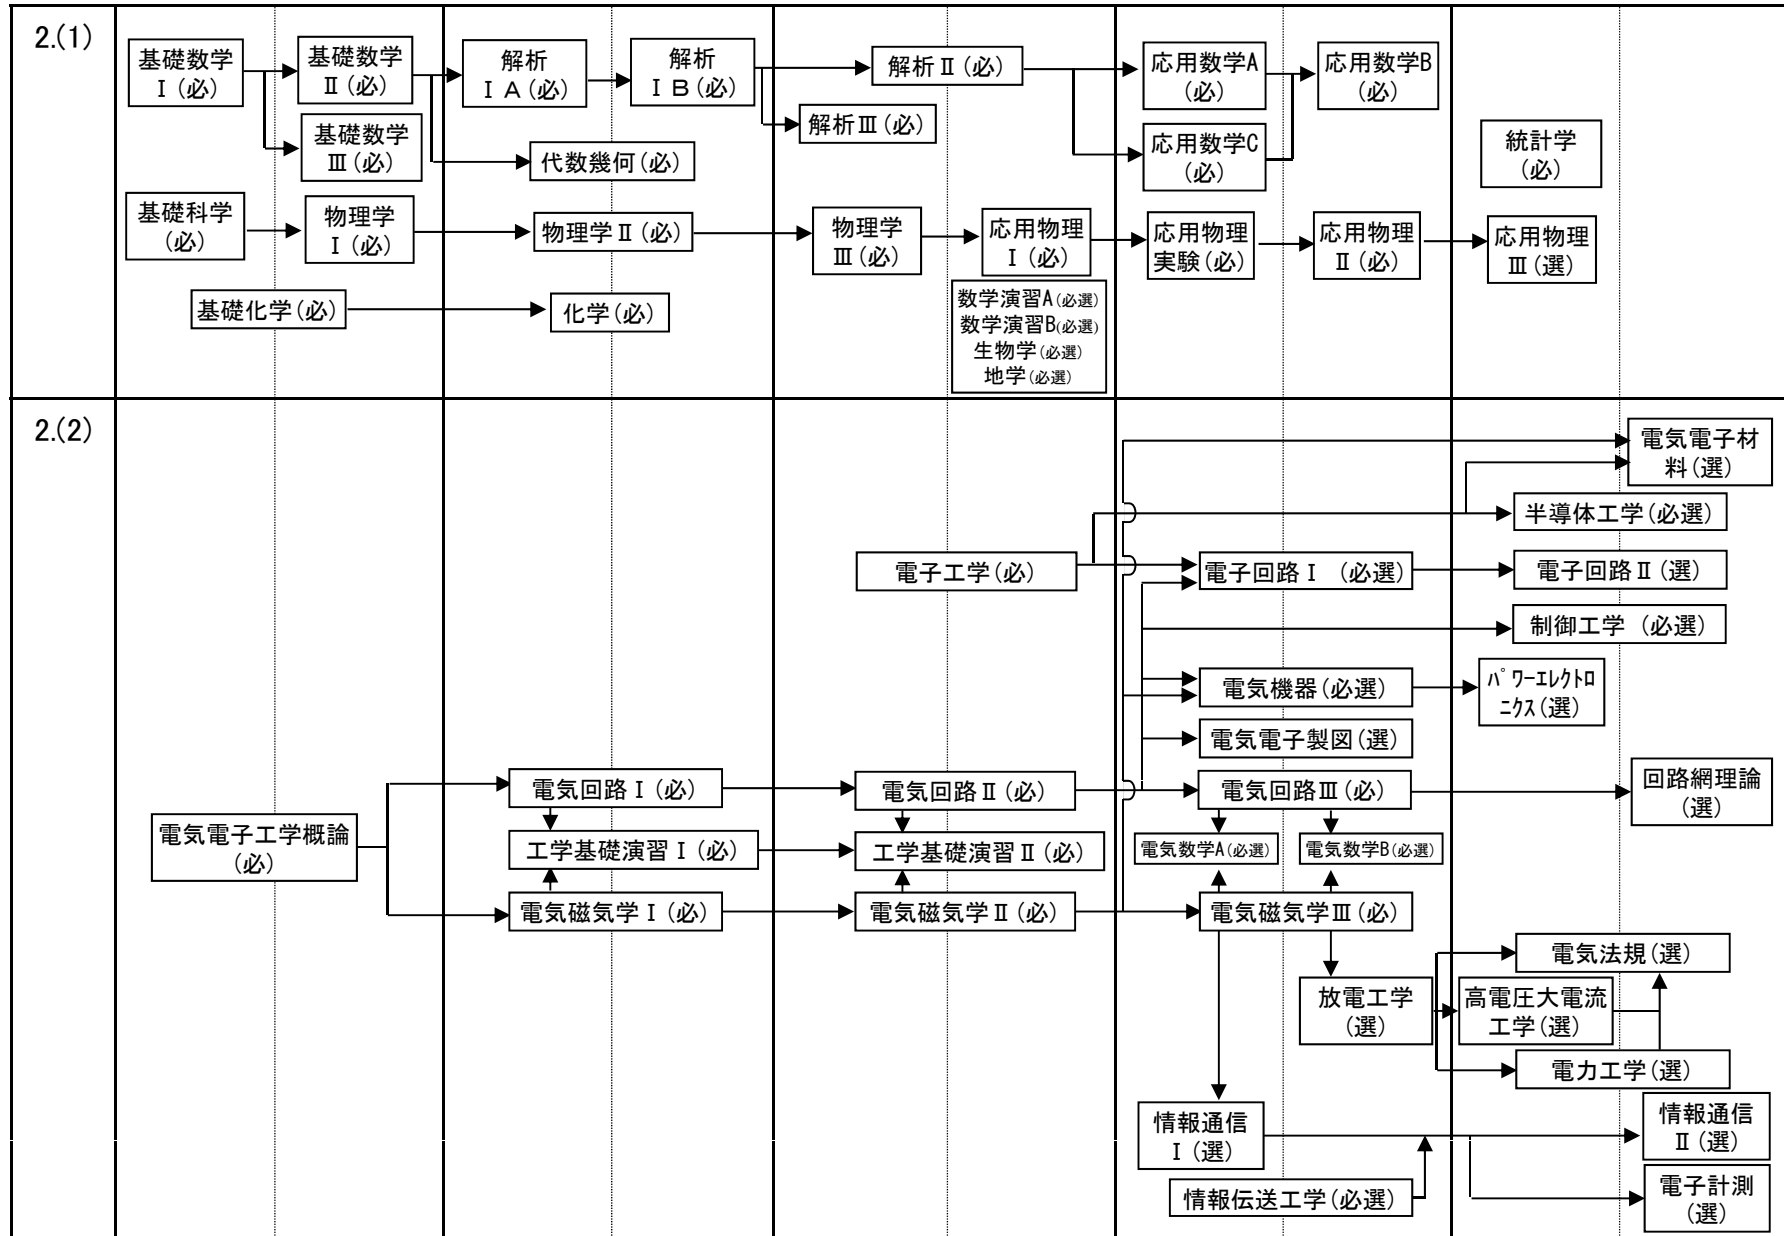 2.(1)
基礎数学
Ⅰ(必)
基礎数学
Ⅱ(必)
解析
ⅠA(必)
解析
ⅠB(必)
解析Ⅱ(必)
応用数学A
(必)
応用数学B
(必)
基礎数学
Ⅲ(必)
代数幾何(必)
解析Ⅲ(必)
応用数学C
(必)
統計学
(必)
基礎科学
(必)
物理学
Ⅰ(必)
物理学Ⅱ(必)
物理学
Ⅲ(必)
応用物理
Ⅰ(必)
応用物理
実験(必)
応用物理
Ⅱ(必)
応用物理
Ⅲ(選)
基礎化学(必)
化学(必)
数学演習A(必選)
数学演習B(必選)
生物学(必選)
地学(必選)
2.(2)
電気電子材
料(選)
半導体工学(必選)
電子工学(必)
電子回路Ⅰ (必選)
電子回路Ⅱ(選)
制御工学 (必選)
電気機器(必選)
パワーエレクトロ
ニクス(選)
電気電子製図(選)
電気回路Ⅰ(必)
電気回路Ⅱ(必)
電気回路Ⅲ(必)
回路網理論
(選)
電気電子工学概論
(必)
工学基礎演習Ⅰ(必)
工学基礎演習Ⅱ(必)
電気数学A(必選)
電気数学B(必選)
電気磁気学Ⅰ(必)
電気磁気学Ⅱ(必)
電気磁気学Ⅲ(必)
電気法規(選)
放電工学
(選)
高電圧大電流
工学(選)
電力工学(選)
情報通信
Ⅰ(選)
情報通信
Ⅱ(選)
情報伝送工学(必選)
電子計測
(選)